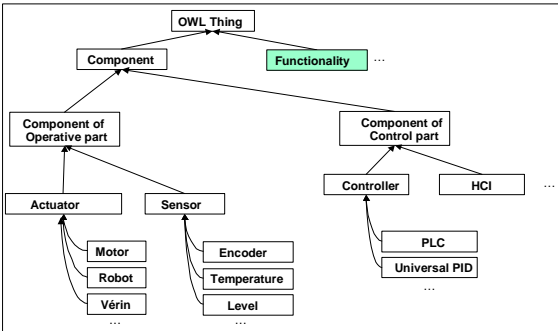 OWL Thing
Component
Functionality
...
Component of
Operative part
Component of
Control part
Actuator
Sensor
Controller
HCI
...
Motor
Robot
Vérin
...
Encoder
Temperature
Level
...
PLC
Universal PID
...